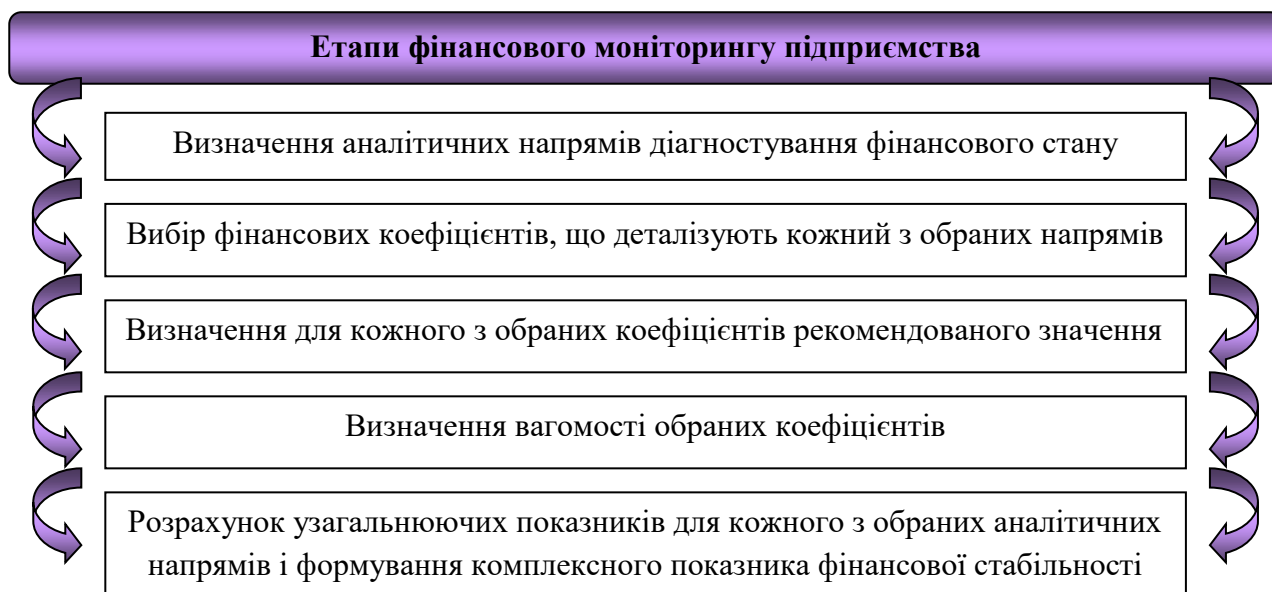 Етапи фінансового моніторингу підприємства
Визначення аналітичних напрямів діагностування фінансового стану
Вибір фінансових коефіцієнтів, що деталізують кожний з обраних напрямів
Визначення для кожного з обраних коефіцієнтів рекомендованого значення
Визначення вагомості обраних коефіцієнтів
Розрахунок узагальнюючих показників для кожного з обраних аналітичних
напрямів і формування комплексного показника фінансової стабільності